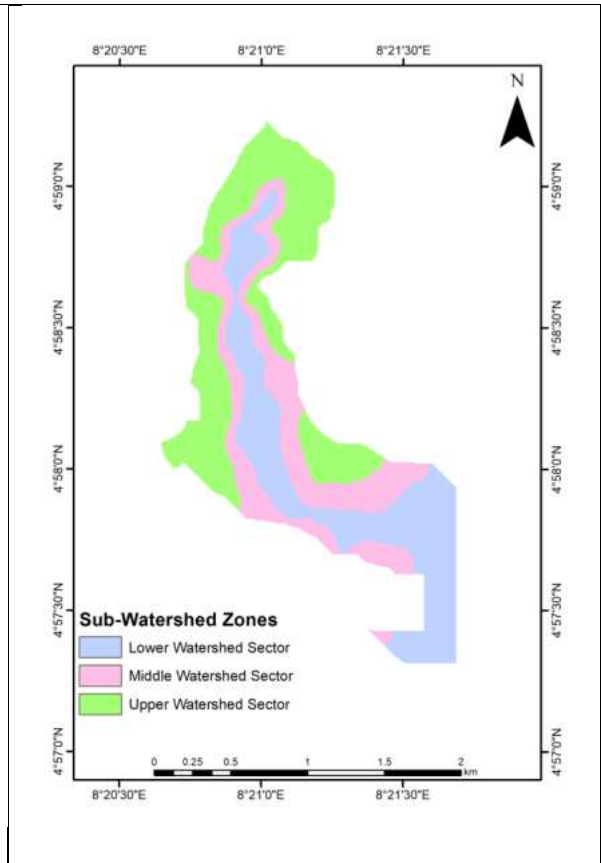 8°20'30"E 8°21'0"E 8°21'30"E
N
4°59'0"N 4°59'0"N
4°58'30"N 4°58'30"N
4°58'0"N 4°58'0"N
4°57'30"N 4°57'30"N
Sub-Watershed Zones
Lower Watershed Sector
Middle Watershed Sector
Upper Watershed Sector
4°57'0"N 4°57'0"N
0 0.25 0.5 1 1.5 2
km
8°20'30"E 8°21'0"E 8°21'30"E